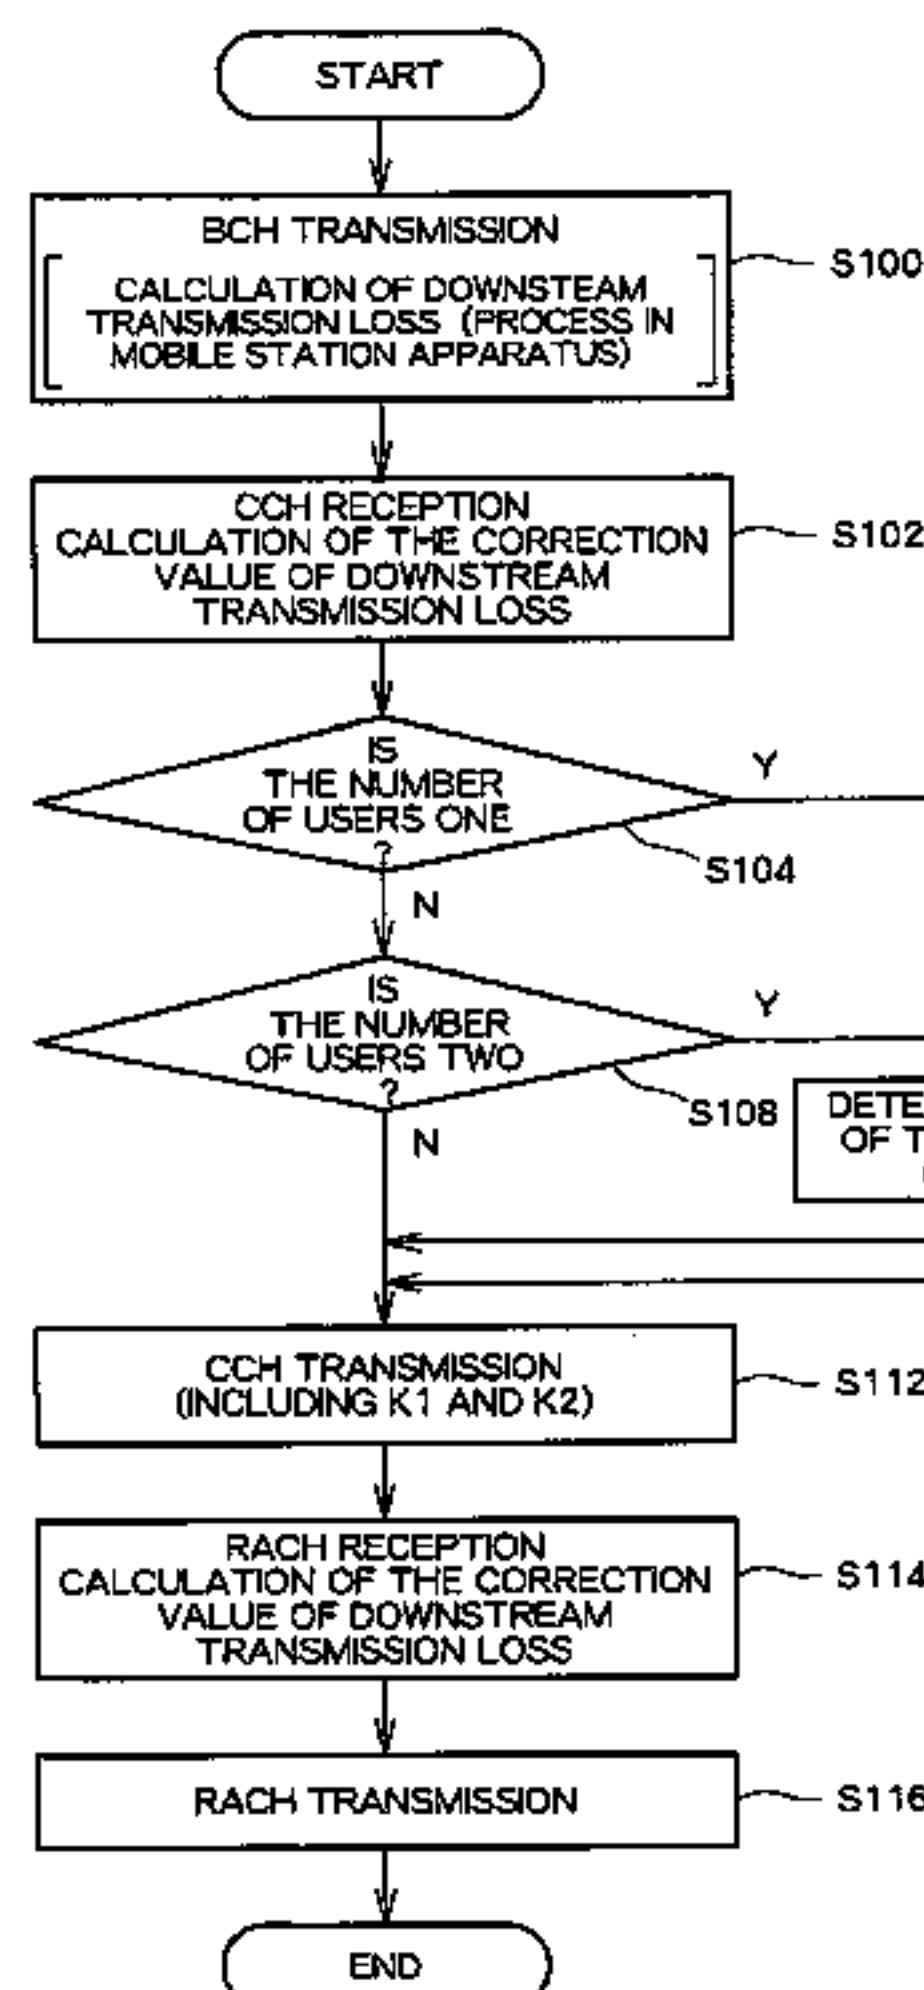 START
BCH TRANSMISSION
CALCULATION OF DOWNSTEAM
TRANSMISSION LOSS (PROCESS IN
MOBILE STATION APPARATUS)
S100
CCH RECEPTION
CALCULATION OF THE CORRECTION
VALUE OF DOWNSTREAM
TRANSMISSION LOSS
S102
IS
THE NUMBER
OF USERS ONE
?
Y
S104
N
IS
THE NUMBER
OF USERS TWO
?
Y
S108
N
OF
CCH TRANSMISSION
(INCLUDING K1 AND K2)
S112
RACH RECEPTION
CALCULATION OF THE CORRECTION
VALUE OF DOWNSTREAM
TRANSMISSION LOSS
S114
RACH TRANSMISSION
S116
END